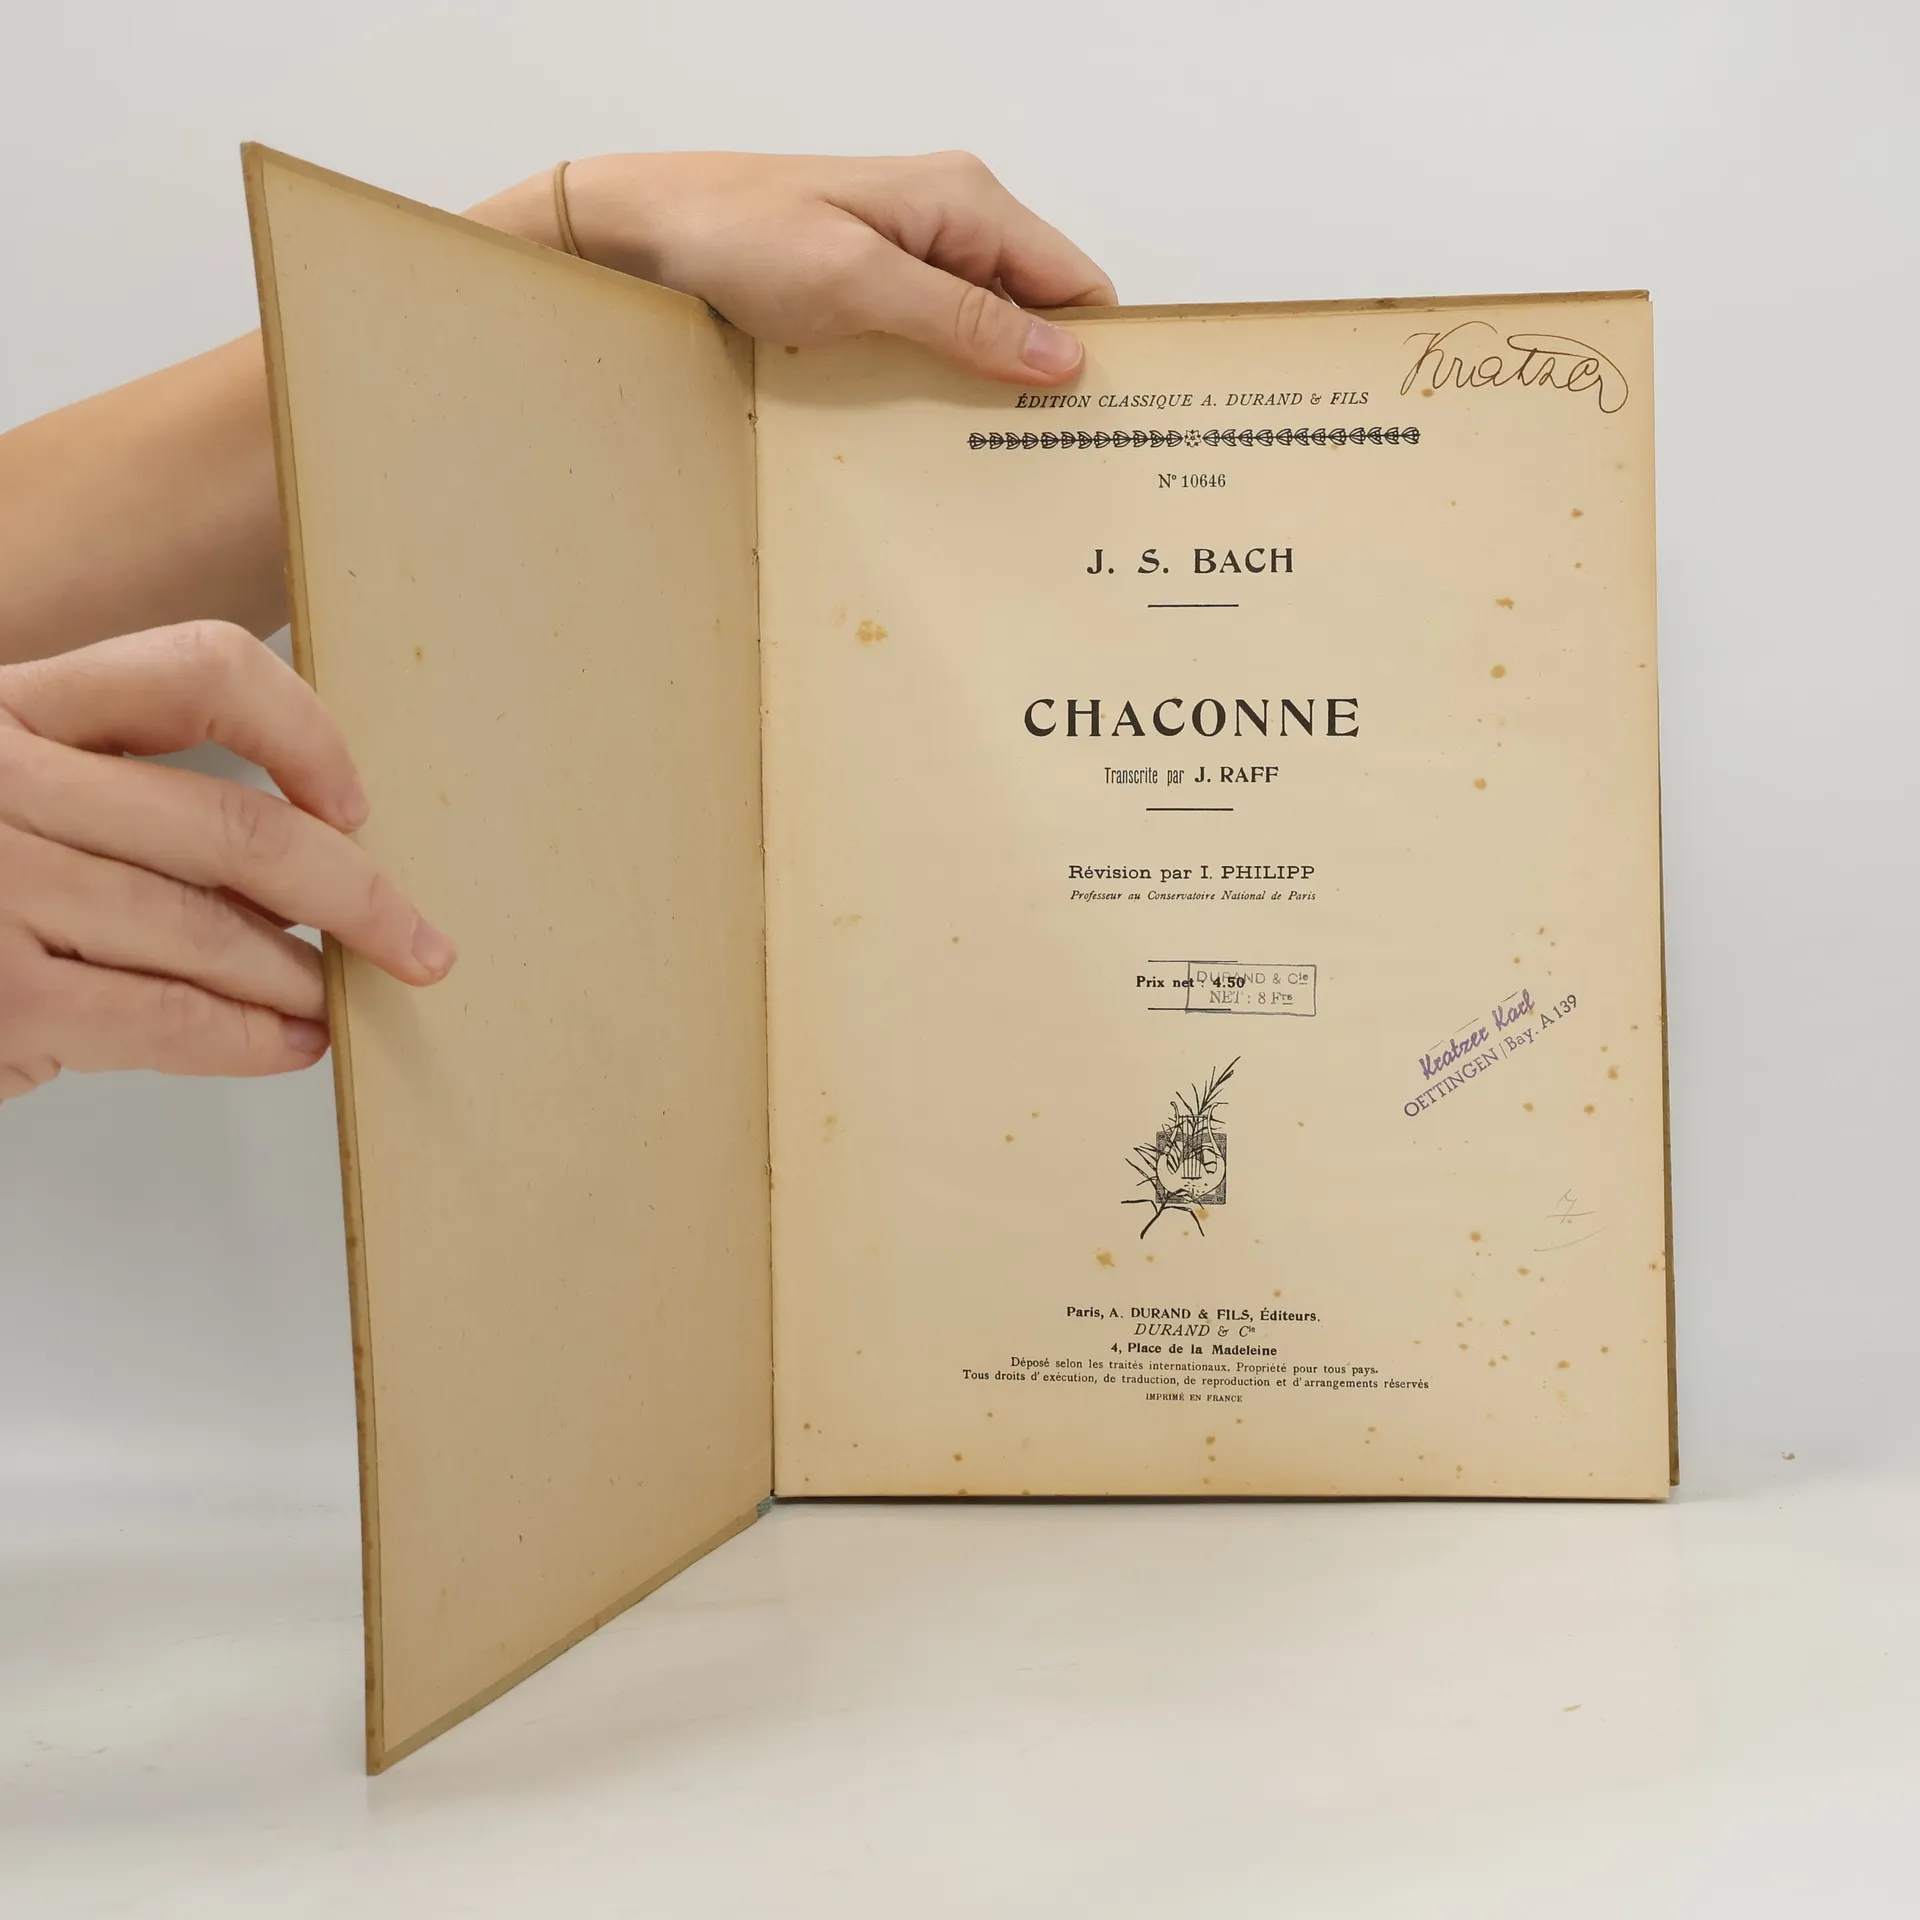 Kratzer
ÉDITION CLASSIQUE A. DURAND & FILS
N° 10646
J. S. BACH
CHACONNE
Transcrite par J. RAFF
Révision par I. PHILIPP
Professeur au Conservatoire National de Paris
Prix net : 4.50
DURAND & Cie
NET : 8 Frs
Kratzer Karl
OETTINGEN / Bay. A 139
Paris, A. DURAND & FILS, Éditeurs.
DURAND & Cie
4, Place de la Madeleine
Déposé selon les traités internationaux. Propriété pour tous pays.
Tous droits d'exécution, de traduction, de reproduction et d'arrangements réservés
IMPRIMÉ EN FRANCE